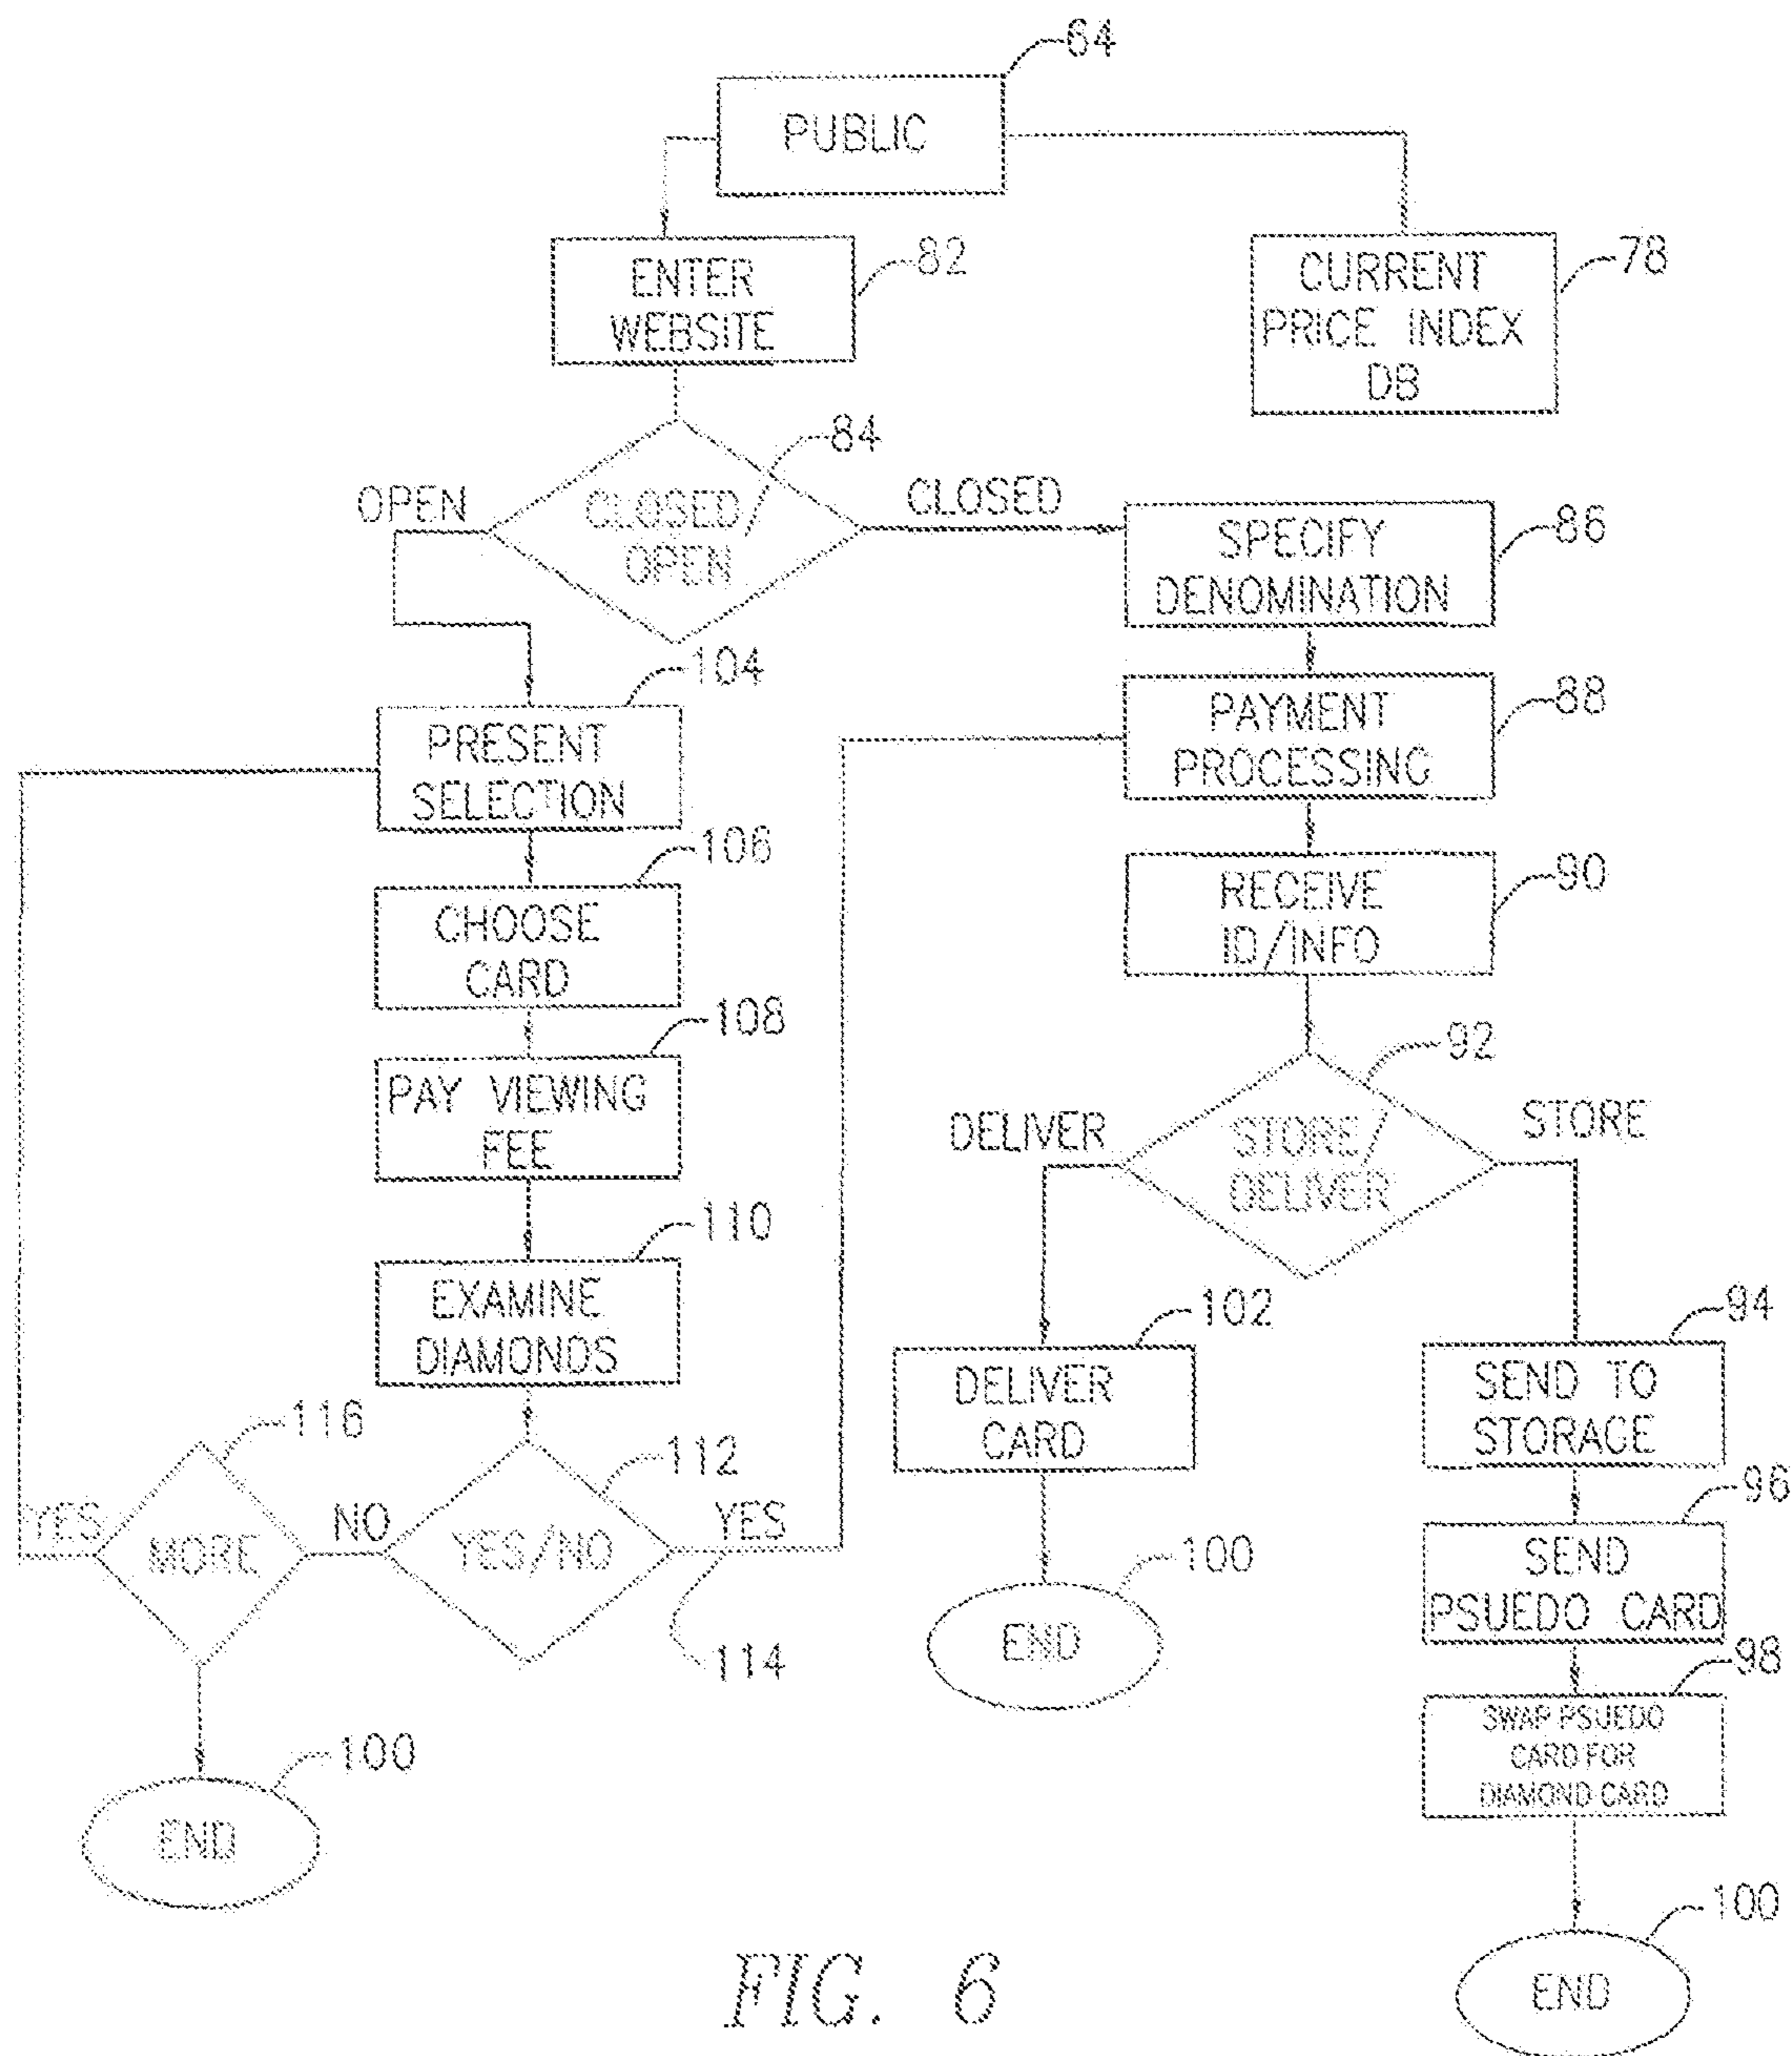 64
PUBLIC
ENTER
WEBSITE
82
CURRENT
PRICE INDEX
DB
78
84
OPEN
CLOSED/
OPEN
CLOSED
SPECIFY
DENOMINATION
86
104
PRESENT
SELECTION
PAYMENT
PROCESSING
88
106
CHOOSE
CARD
RECEIVE
ID/INFO
90
108
PAY VIEWING
FEE
92
DELIVER
STORE/
DELIVER
STORE
110
EXAMINE
DIAMONDS
102
DELIVER
CARD
94
SEND TO
STORAGE
116
112
YES
MORE
NO
YES/NO
YES
114
96
SEND
PSUEDO CARD
100
END
98
SWAP PSUEDO
CARD FOR
DIAMOND CARD
100
END
100
END
FIG. 6